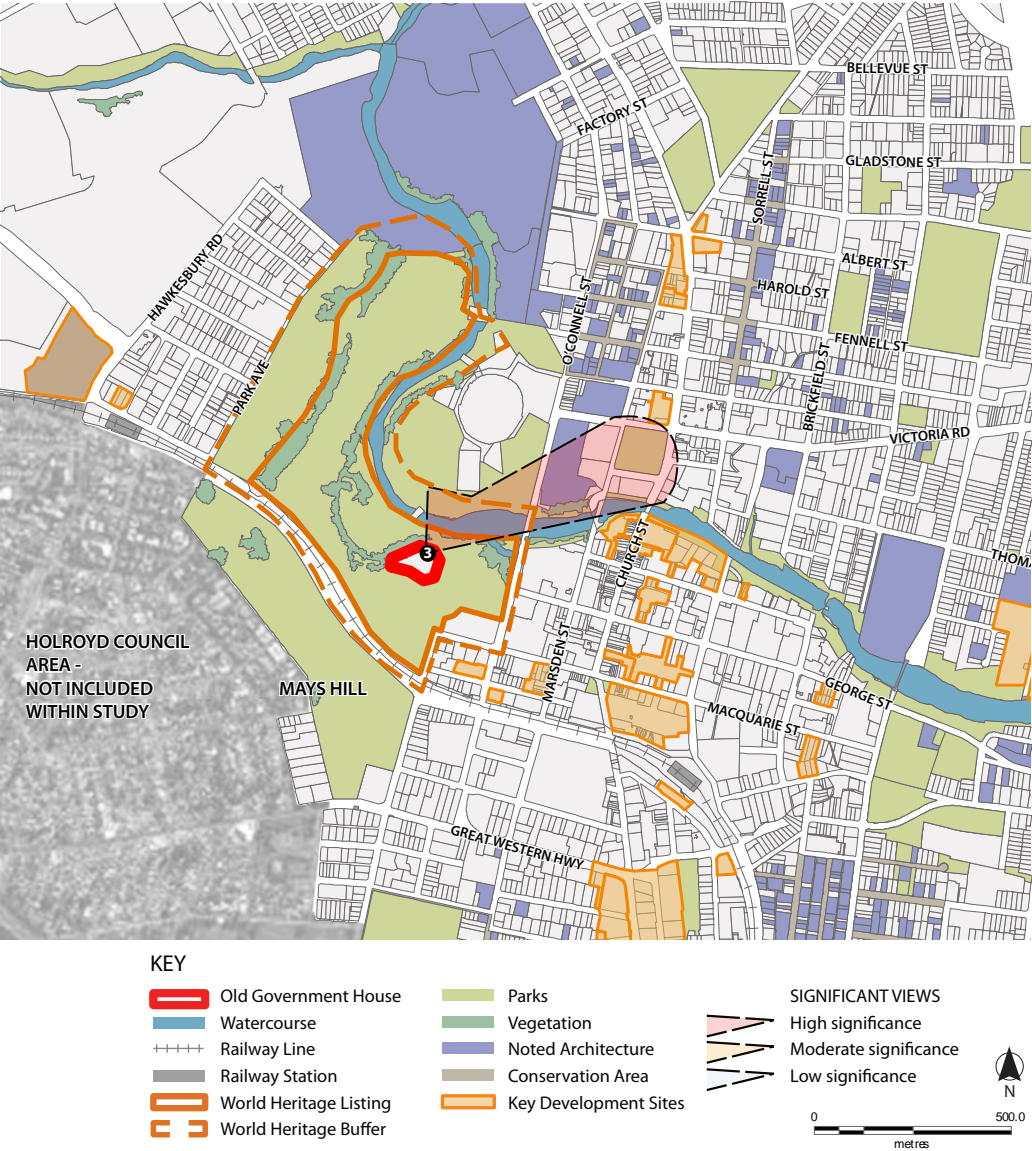 BELLEVUE ST
FACTORY ST
GLADSTONE ST
SORRELL ST
HAWKESBURY RD
ALBERT ST
HAROLD ST
O'CONNELL ST
FENNELL ST
PARK AVE
BRICKFIELD ST
VICTORIA RD
3
CHURCH ST
THOMA
HOLROYD COUNCIL
AREA -
NOT INCLUDED
WITHIN STUDY
MAYS HILL
MARSDEN ST
GEORGE ST
MACQUARIE ST
GREAT WESTERN HWY
KEY
Old Government House
Watercourse
Railway Line
Railway Station
World Heritage Listing
World Heritage Buffer
Parks
Vegetation
Noted Architecture
Conservation Area
Key Development Sites
SIGNIFICANT VIEWS
High significance
Moderate significance
Low significance
N
0 500.0
metres